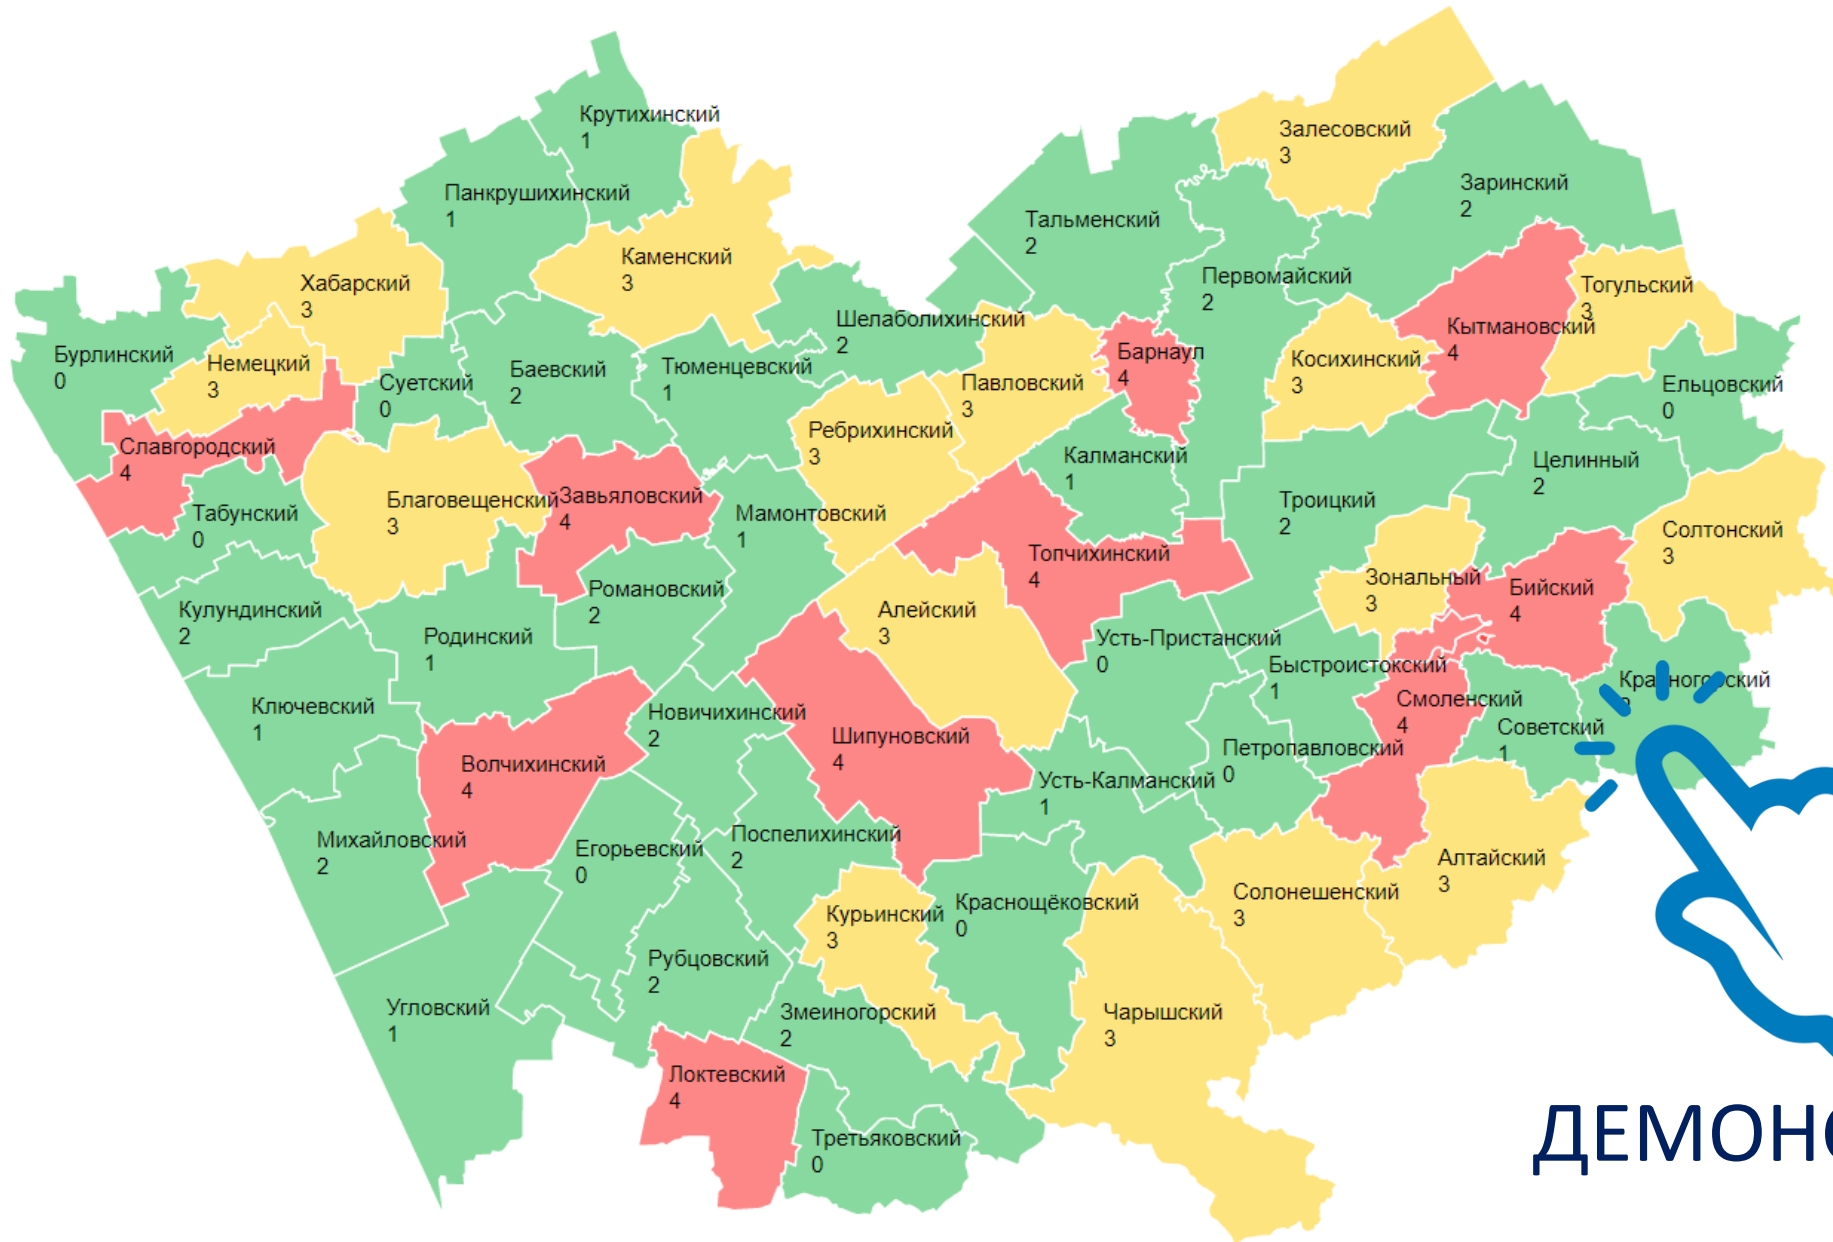 Крутихинский
1
Залесовский
3
Панкрушихинский
1
Заринский
2
Тальменский
2
Каменский
3
Первомайский
2
Хабарский
3
Тогульский
3
Шелаболихинский
2
Кытмановский
4
Бурлинский
0
Немецкий
3
Суетский
0
Баевский
2
Тюменцевский
1
Барнаул
4
Косихинский
3
Павловский
3
Ельцовский
0
Ребрихинский
3
Славгородский
4
Калманский
1
Целинный
2
Благовещенский
3
Завьяловский
4
Табунский
0
Мамонтовский
1
Троицкий
2
Солтонский
3
Топчихинский
4
Зональный
3
Бийский
4
Романовский
2
Кулундинский
2
Алейский
3
Родинский
1
Усть-Пристанский
0
Быстроистокский
1
Красногорский
Смоленский
4
Ключевский
1
Новичихинский
2
Советский
1
Шипуновский
4
Петропавловский
0
Волчихинский
4
Усть-Калманский
1
Михайловский
2
Егорьевский
0
Поспелихинский
2
Алтайский
3
Солонешенский
3
Курьинский
3
Краснощёковский
0
Рубцовский
2
Угловский
1
Змеиногорский
2
Чарышский
3
Локтевский
4
Третьяковский
0